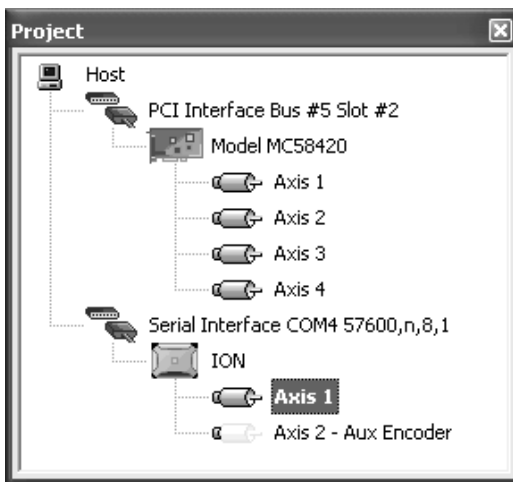 Project
Host
PCI Interface Bus #5 Slot #2
Model MC58420
Axis 1
Axis 2
Axis 3
Axis 4
Serial Interface COM4 57600,n,8,1
ION
Axis 1
Axis 2 - Aux Encoder